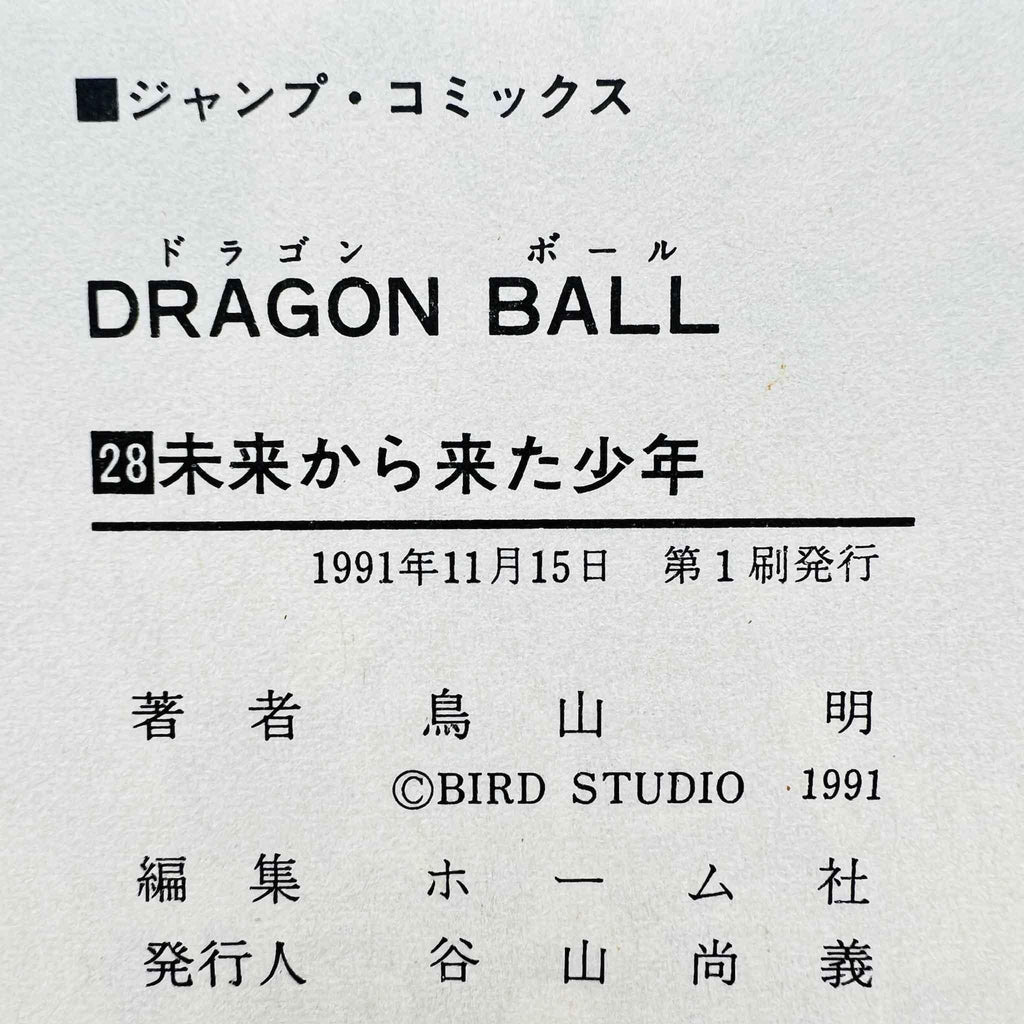 ■ジャンプ・コミックス
ドラゴン ボール
DRAGON BALL
28未来から来た少年
1991年11月15日 第1刷発行
著者 鳥山 明
©BIRD STUDIO 1991
編集 ホーム社
発行人 谷山尚義